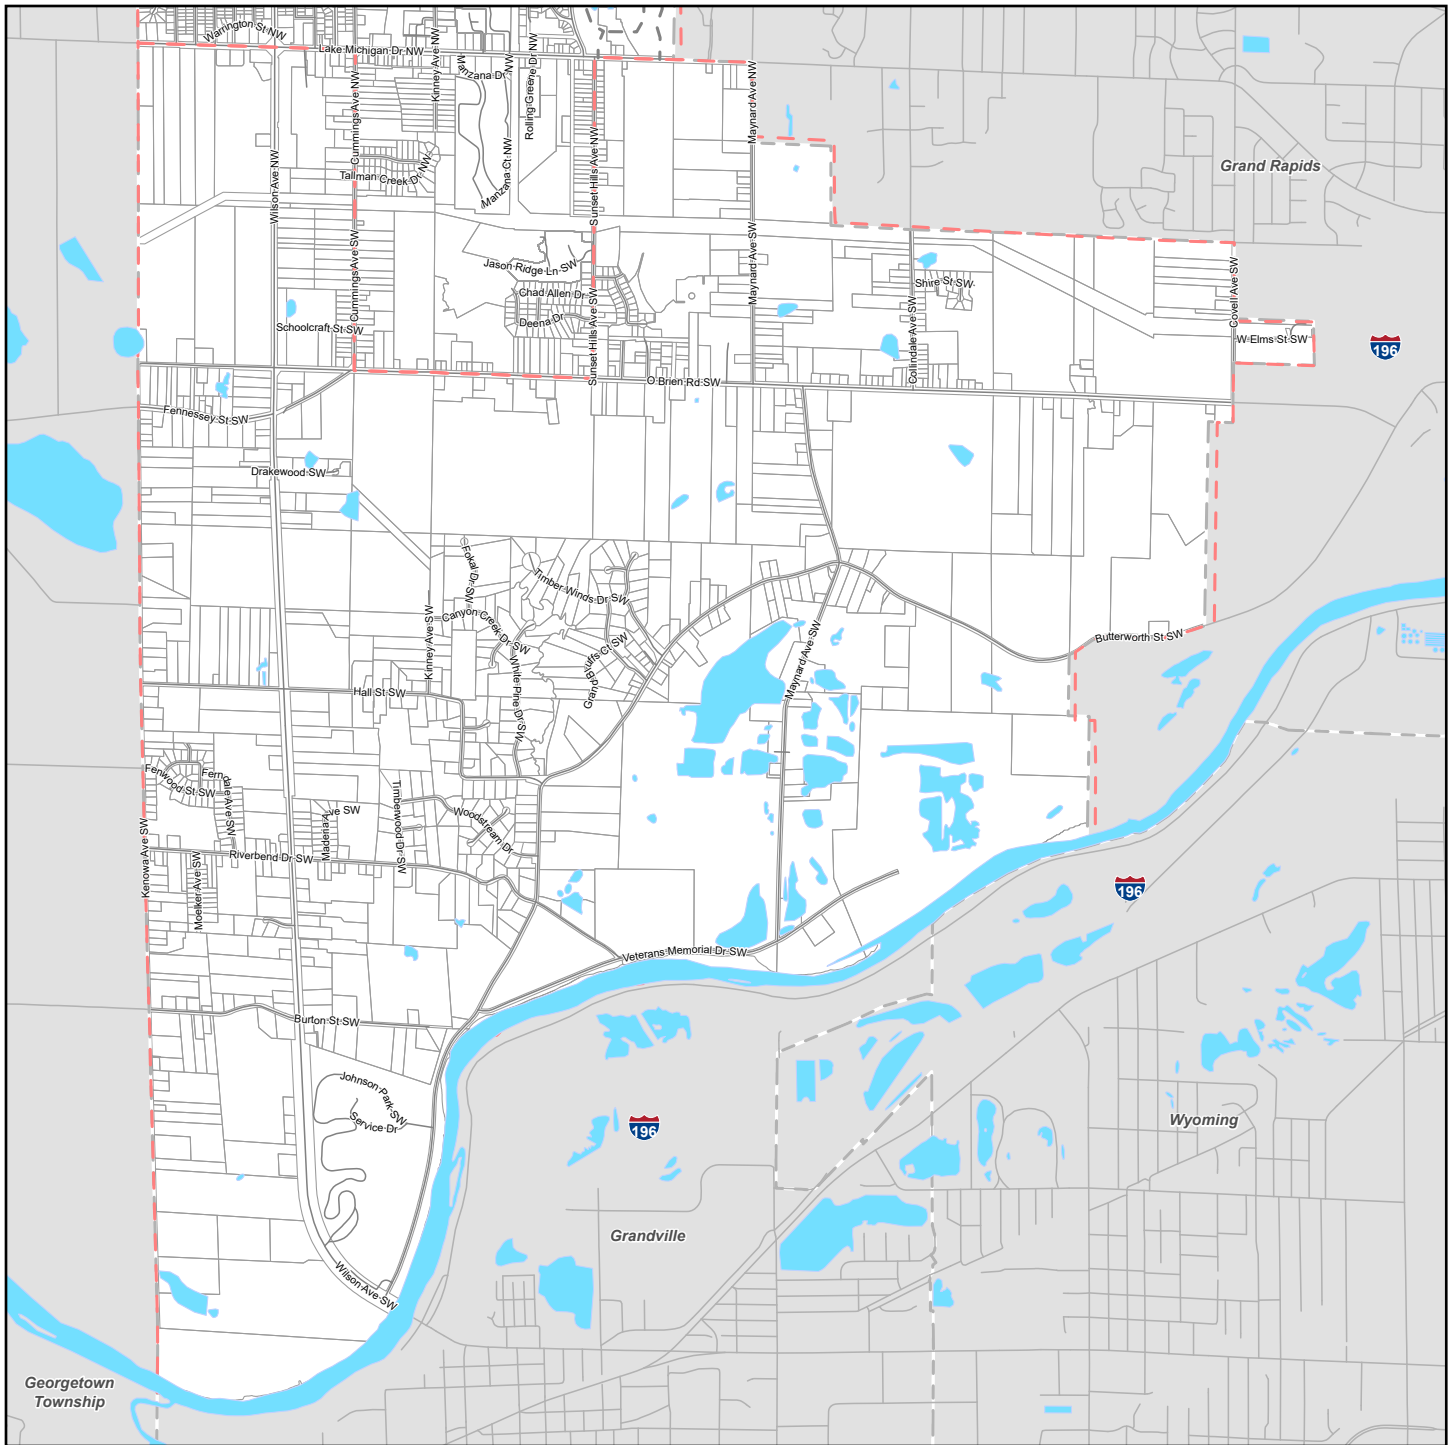 Warrington St NW
Lake Michigan Dr NW
Kinney Ave NW
Manzana Dr NW
Rolling Greene Dr NW
Cummings Ave NW
Wilson Ave NW
Tallman Creek Dr NW
Manzana Ct NW
Sunset Hills Ave NW
Maynard Ave NW
Grand Rapids
Cummings Ave SW
Jason Ridge Ln SW
Chad Allen Dr
Deena Dr
Schoolcraft St SW
Sunset Hills Ave SW
Maynard Ave SW
Collindale Ave SW
Shire St SW
Covell Ave SW
W Elms St SW
196
O Brien Rd SW
Fennessey St SW
Drakewood SW
Fokal Dr SW
Timber Winds Dr SW
Canyon Creek Dr SW
Kinney Ave SW
White Pine Dr SW
Grand Bluffs Ct SW
Maynard Ave SW
Butterworth St SW
Hall St SW
Fenwood St SW
Ferndale Ave SW
Maderia Ave SW
Timberwood Dr SW
Woodstream Dr
Kenowa Ave SW
Riverbend Dr SW
Moelker Ave SW
196
Veterans Memorial Dr SW
Burton St SW
Johnson Park SW
Service Dr
196
Wyoming
Grandville
Wilson Ave SW
Georgetown
Township